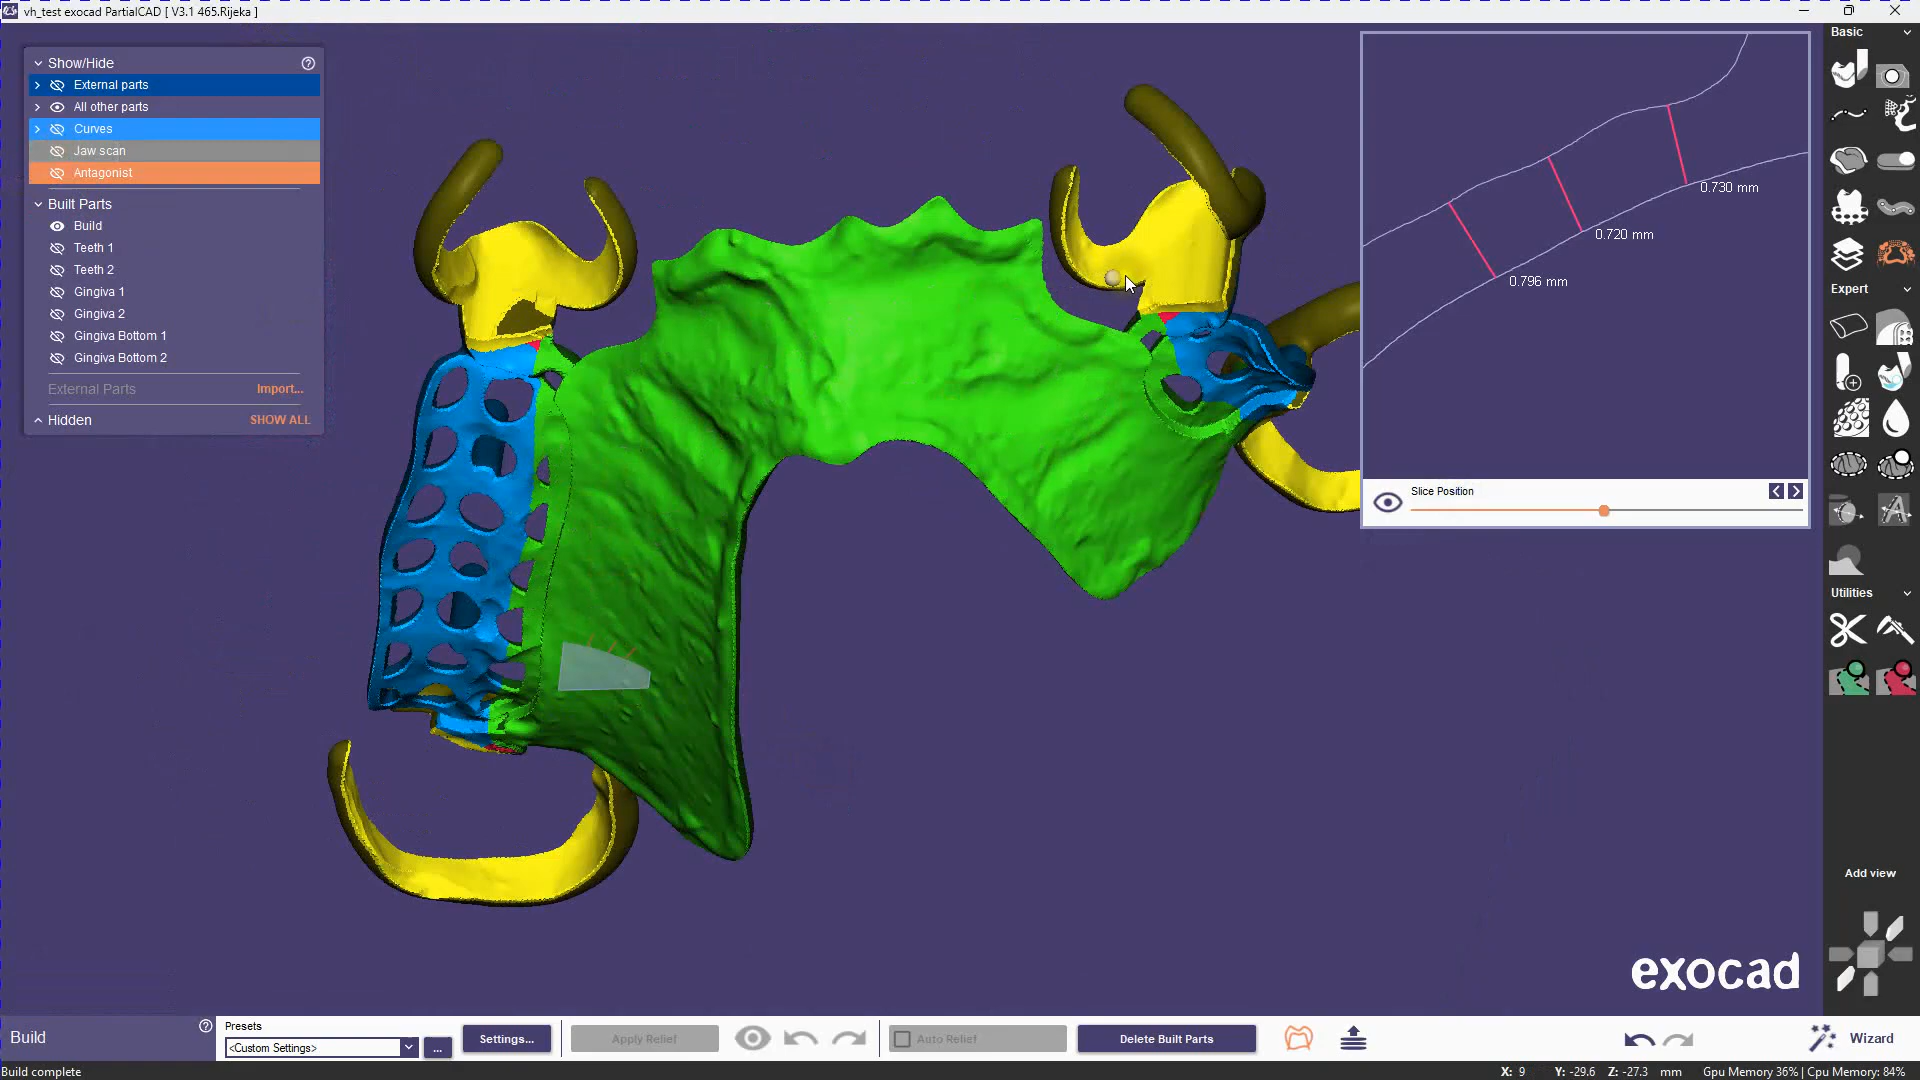 vh_test exocad PartialCAD [ V3.1 465.Rijeka ]
Show/Hide
External parts
All other parts
Curves
Jaw scan
Antagonist
Built Parts
Build
Teeth 1
Teeth 2
Gingiva 1
Gingiva 2
Gingiva Bottom 1
Gingiva Bottom 2
External Parts Import...
Hidden SHOW ALL
0.730 mm
0.720 mm
0.796 mm
Slice Position
Basic
Expert
Utilities
Add view
exocad
Build
Presets
<Custom Settings>
...
Settings...
Apply Relief
Auto Relief
Delete Built Parts
Wizard
Build complete
X: 9 Y: -29.6 Z: -27.3 mm Gpu Memory 36% | Cpu Memory: 84%